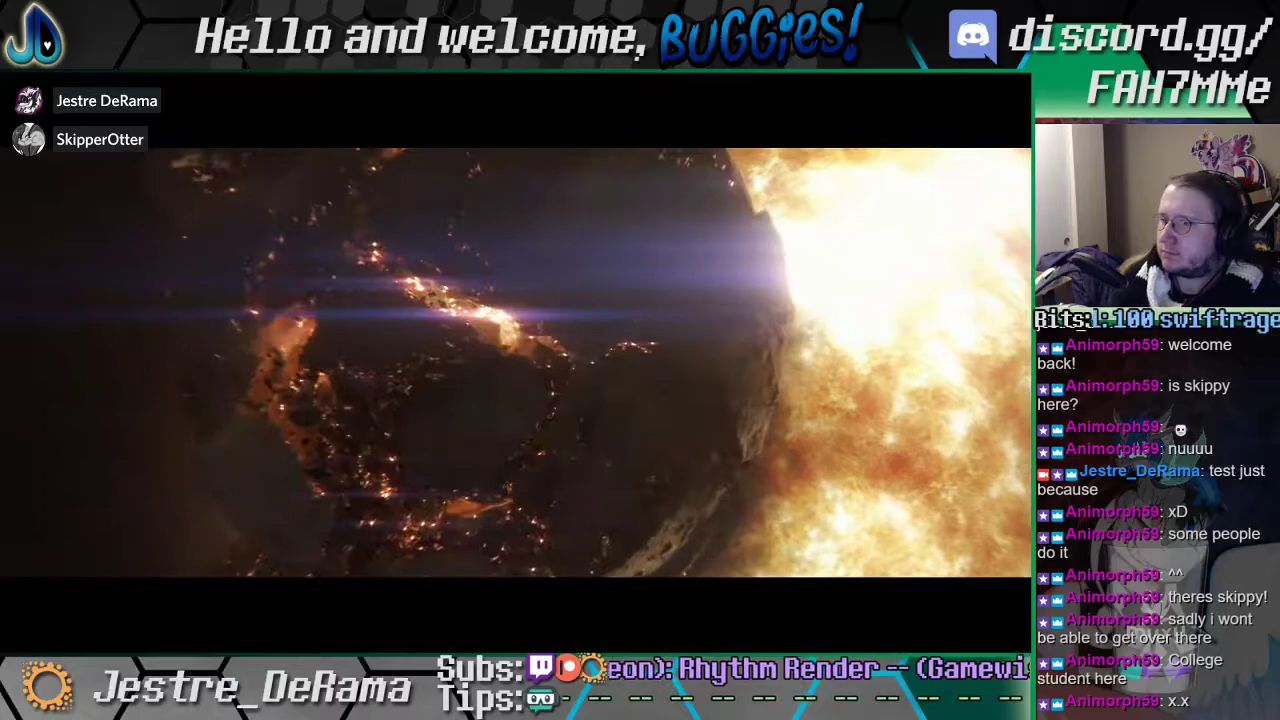 JD
Hello and welcome, BUGGiES!
discord.gg/
FAH7MMe
Jestre DeRama
SkipperOtter
Bits: 1: 100 swiftrage
Animorph59: welcome
back!
Animorph59: is skippy
here?
Animorph59:
Animorph59: nuuuu
Jestre_DeRama: test just
because
Animorph59: xD
Animorph59: some people
do it
Animorph59: ^^
Animorph59: theres skippy!
Animorph59: sadly i wont
be able to get over there
Animorph59: College
student here
Animorph59: x.x
Jestre_DeRama
Subs: eon): Rhythm Render -- (Gamewi
Tips: - - - - - - - - - - - - - -